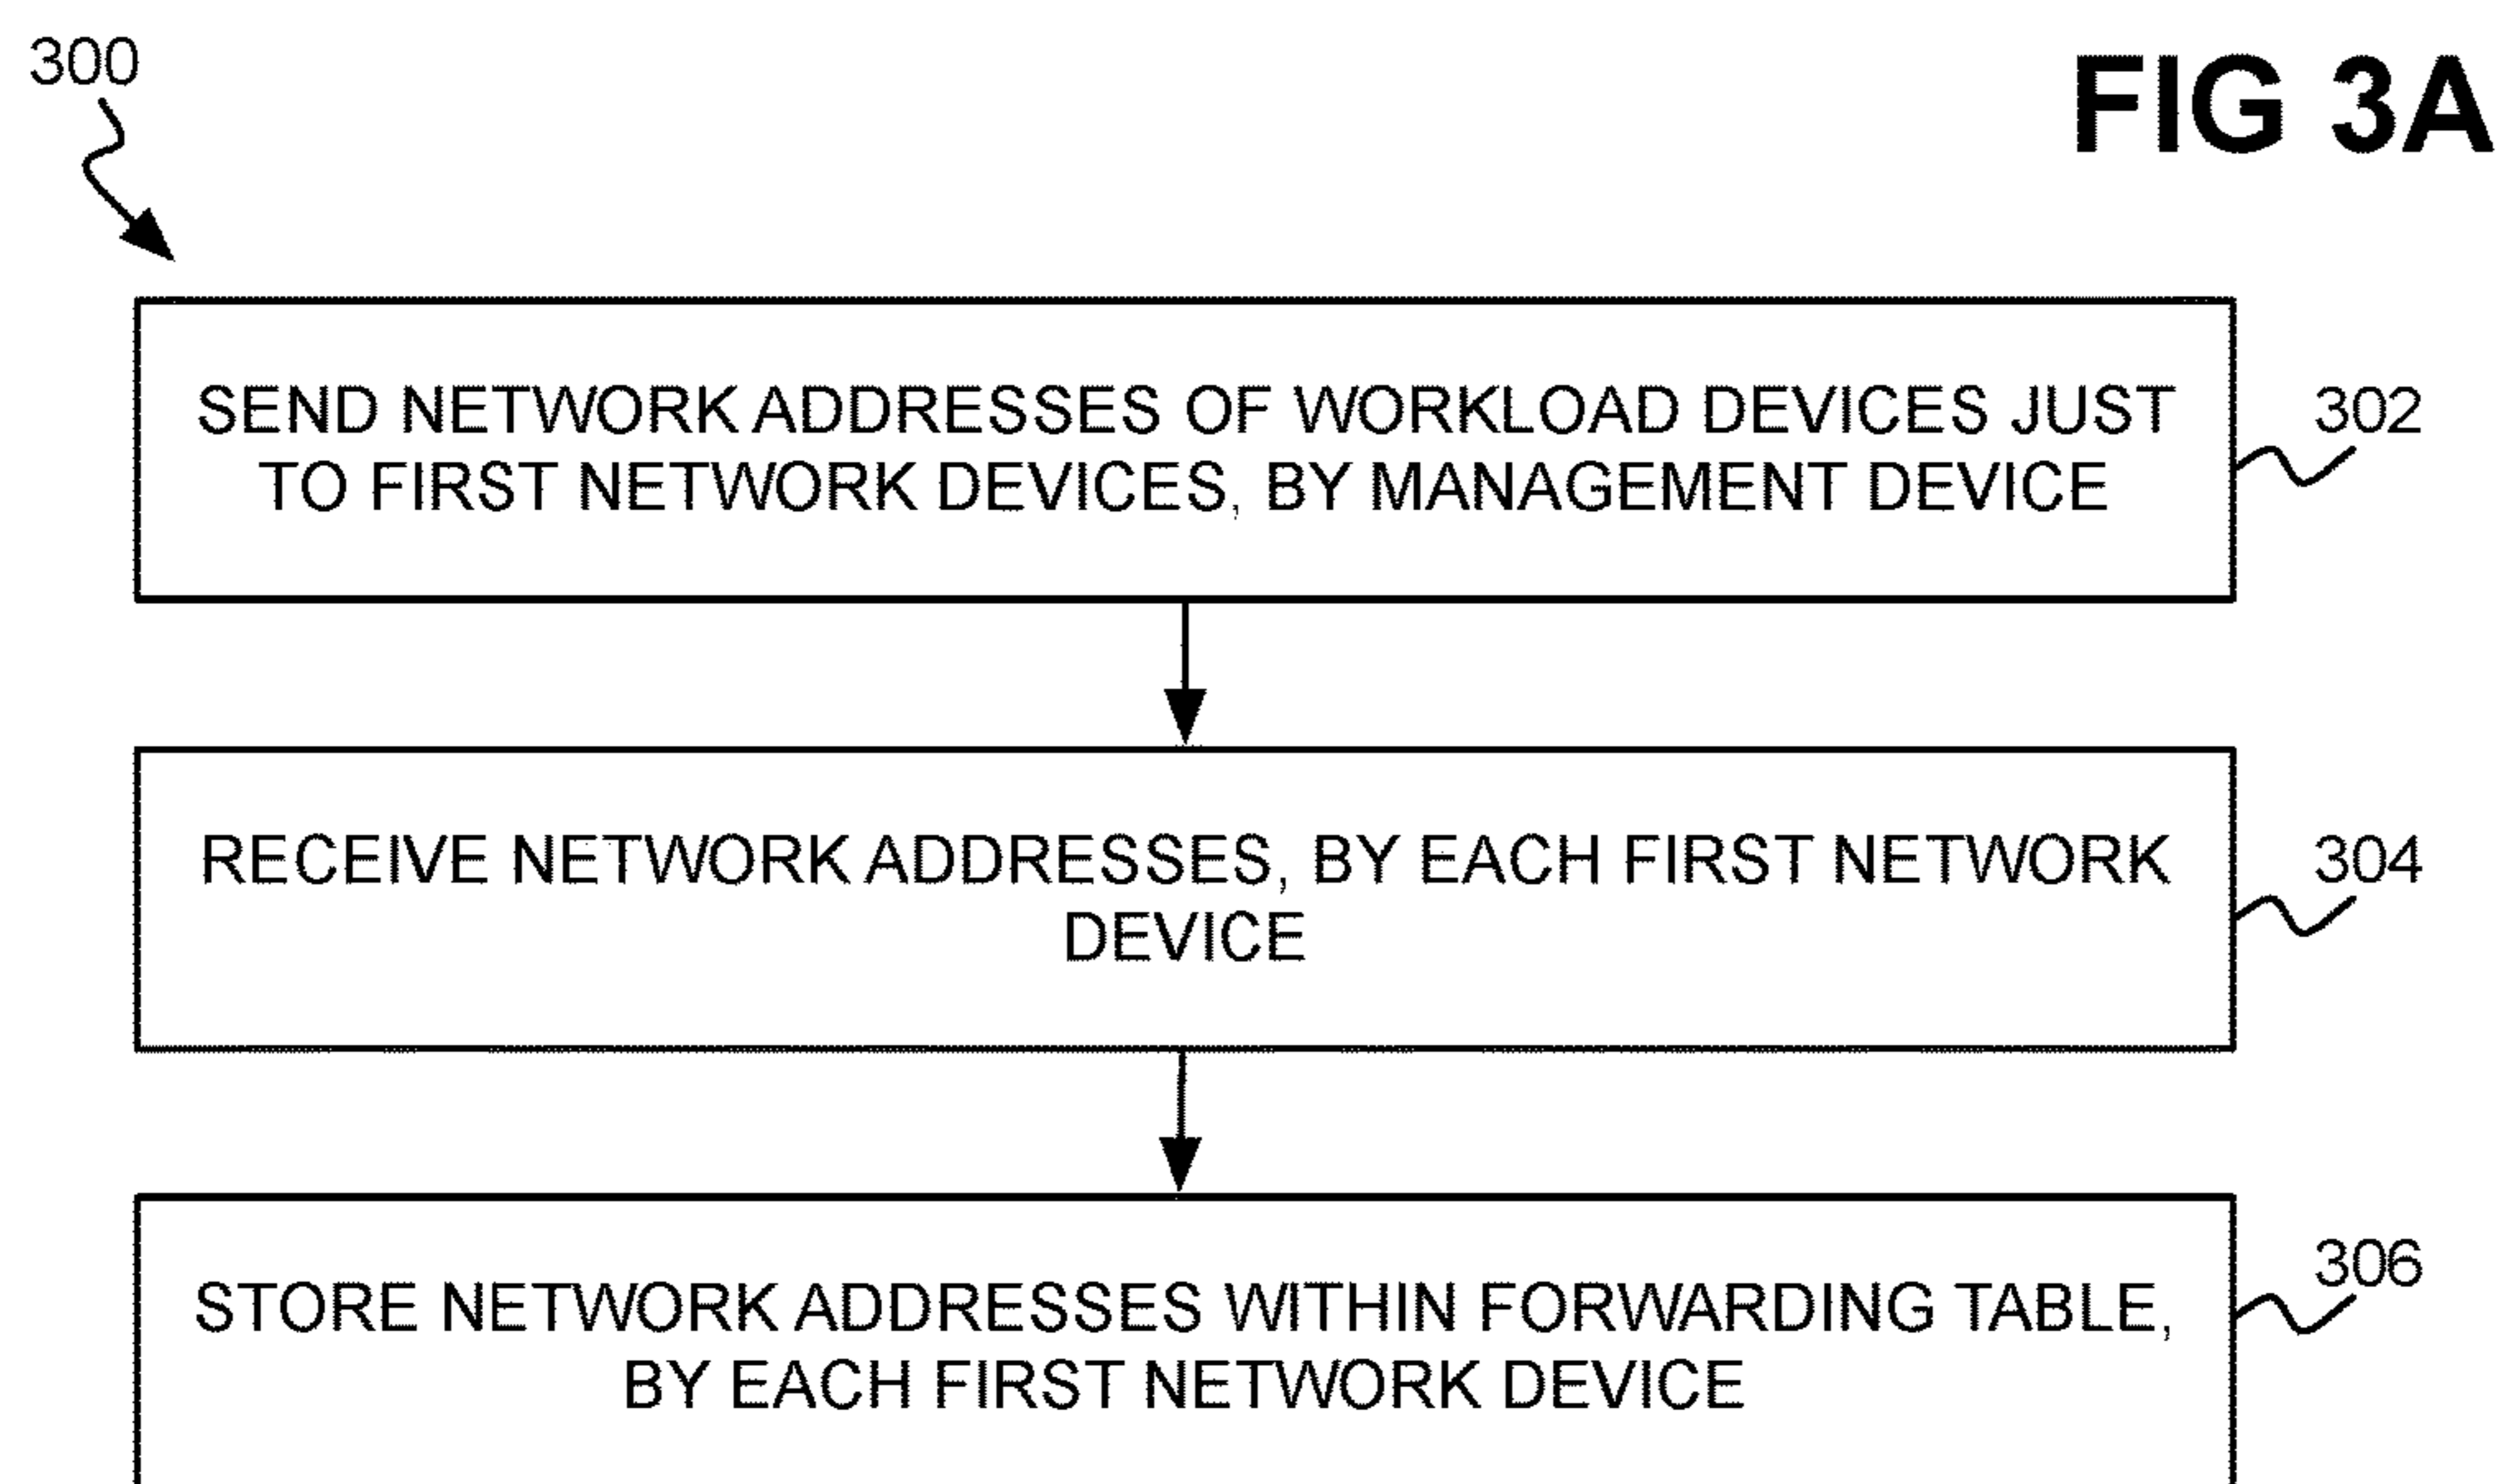 300
FIG 3A
SEND NETWORK ADDRESSES OF WORKLOAD DEVICES JUST
TO FIRST NETWORK DEVICES, BY MANAGEMENT DEVICE
302
RECEIVE NETWORK ADDRESSES, BY EACH FIRST NETWORK
DEVICE
304
STORE NETWORK ADDRESSES WITHIN FORWARDING TABLE,
BY EACH FIRST NETWORK DEVICE
306